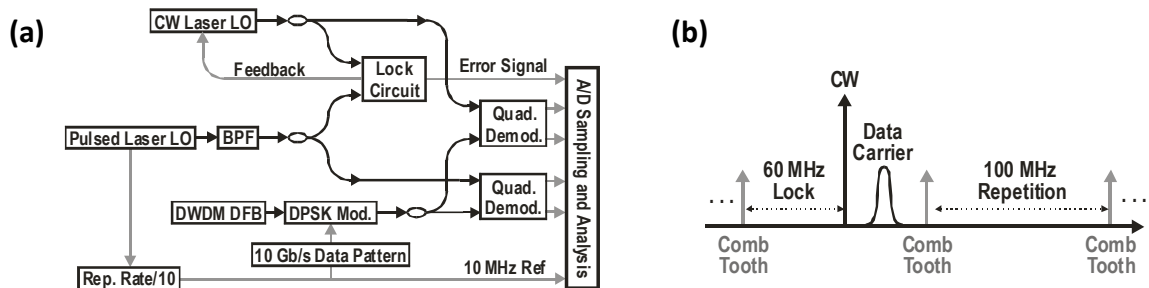 (a)
CW Laser LO
Feedback
Lock
Circuit
Error Signal
Pulsed Laser LO
BPF
Quad.
Demod.
Quad.
Demod.
DWDM DFB
DPSK Mod.
10 Gb/s Data Pattern
Rep. Rate/10
10 MHz Ref
A/D Sampling and Analysis
(b)
CW
Data
Carrier
60 MHz
Lock
100 MHz
Repetition
...
...
Comb
Tooth
Comb
Tooth
Comb
Tooth